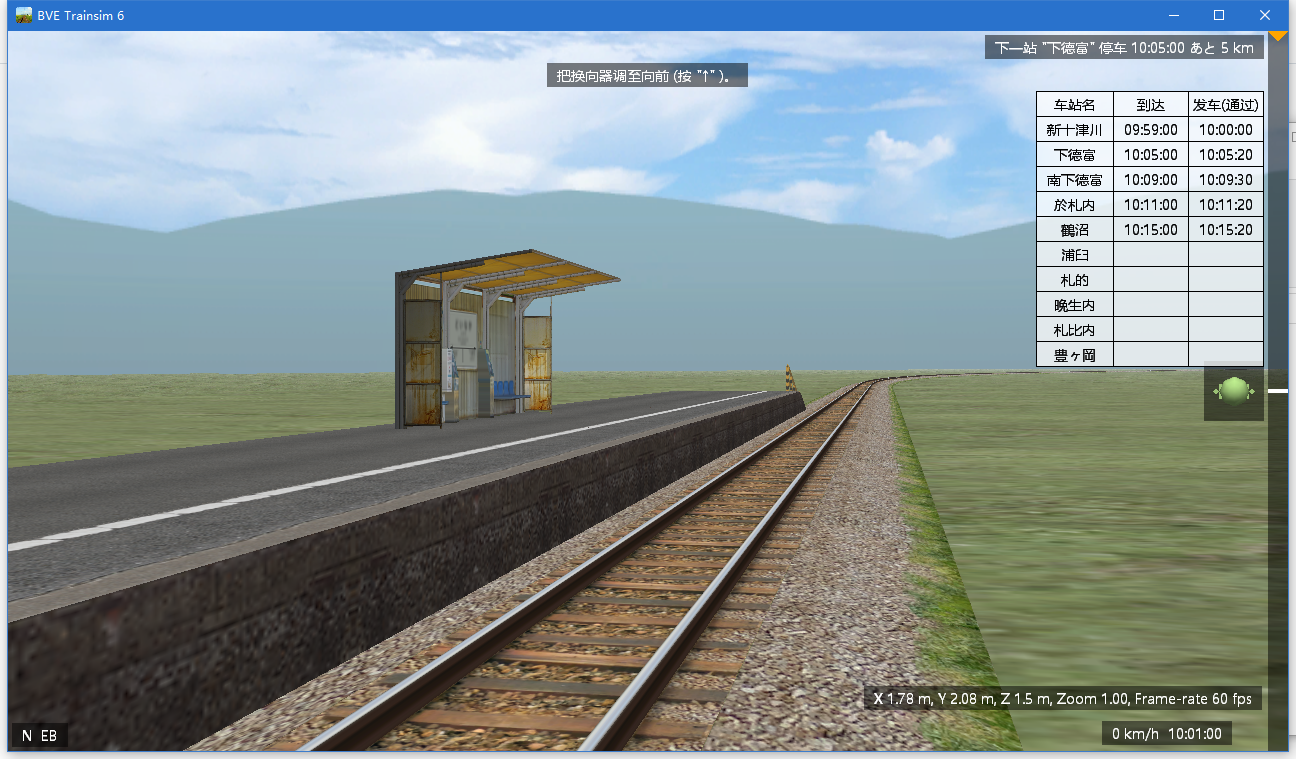 BVE Trainsim 6
下一站 "下德富" 停车 10:05:00 あと 5 km
把换向器调至向前 (按 "↑" )。
车站名 到达 发车(通过)
新十津川 09:59:00 10:00:00
下德富 10:05:00 10:05:20
南下德富 10:09:00 10:09:30
於札内 10:11:00 10:11:20
鶴沼 10:15:00 10:15:20
浦臼
札的
晩生内
札比内
豊ヶ岡
X 1.78 m, Y 2.08 m, Z 1.5 m, Zoom 1.00, Frame-rate 60 fps
N EB
0 km/h 10:01:00